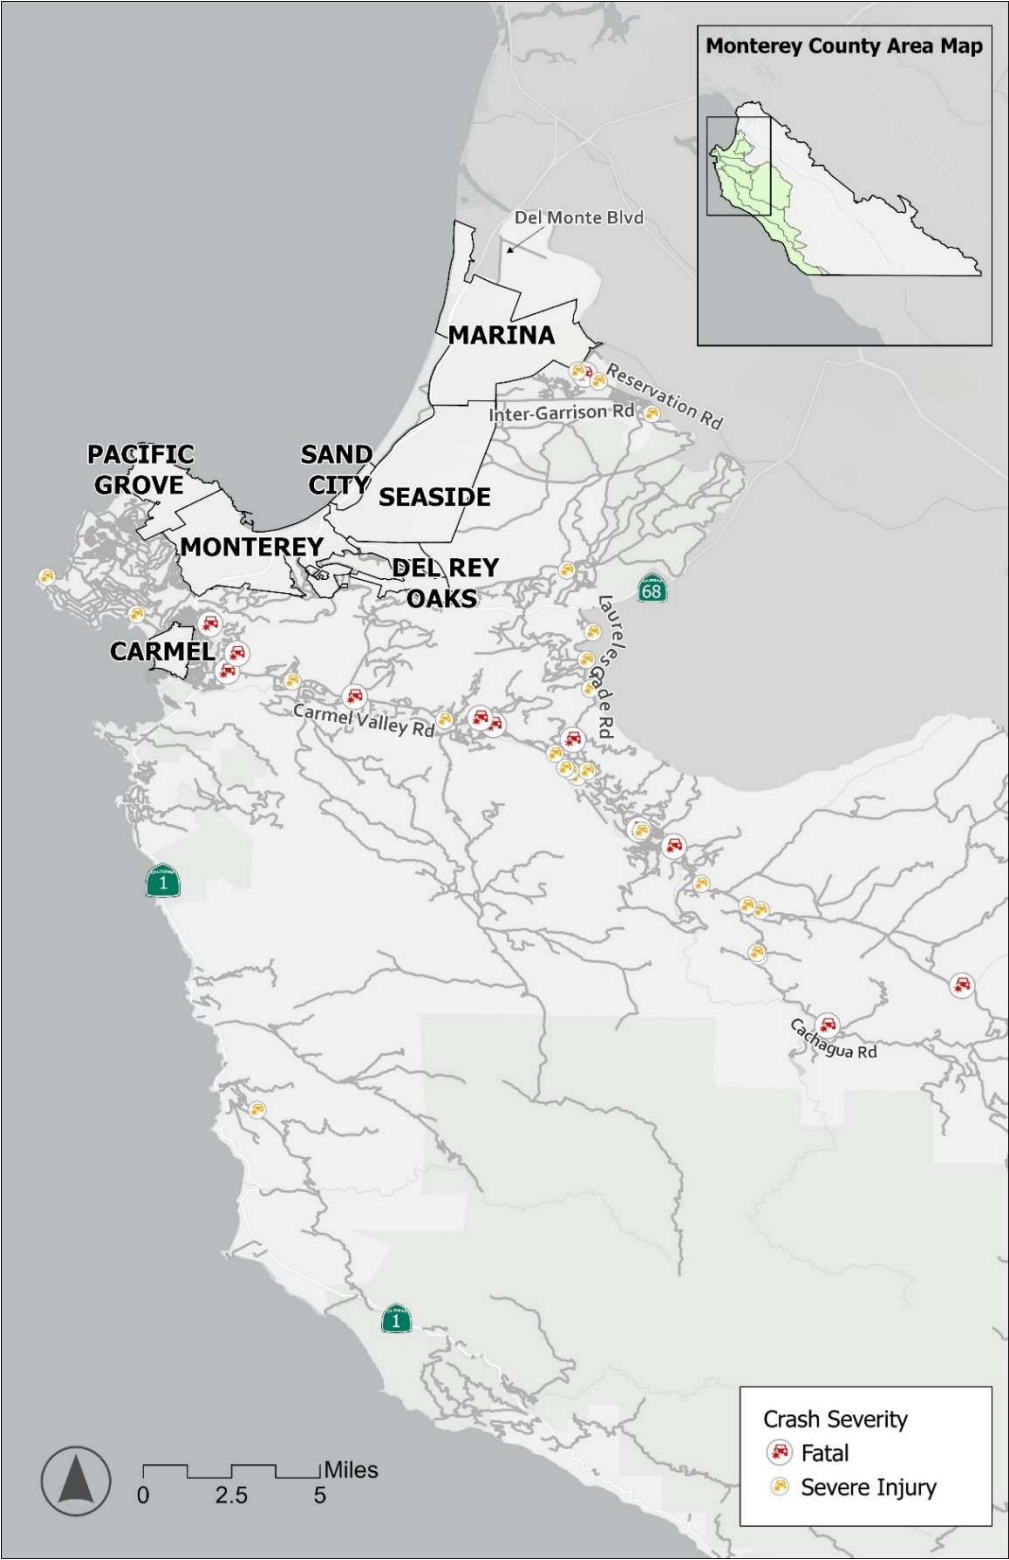 Monterey County Area Map
Del Monte Blvd
MARINA
Reservation Rd
Inter-Garrison Rd
PACIFIC
GROVE
SAND
CITY
SEASIDE
MONTEREY
DEL REY
OAKS
68
CARMEL
Laureles Grade Rd
Carmel Valley Rd
CALIFORNIA
1
Cachagua Rd
1
Crash Severity
Fatal
Severe Injury
Miles
0 2.5 5